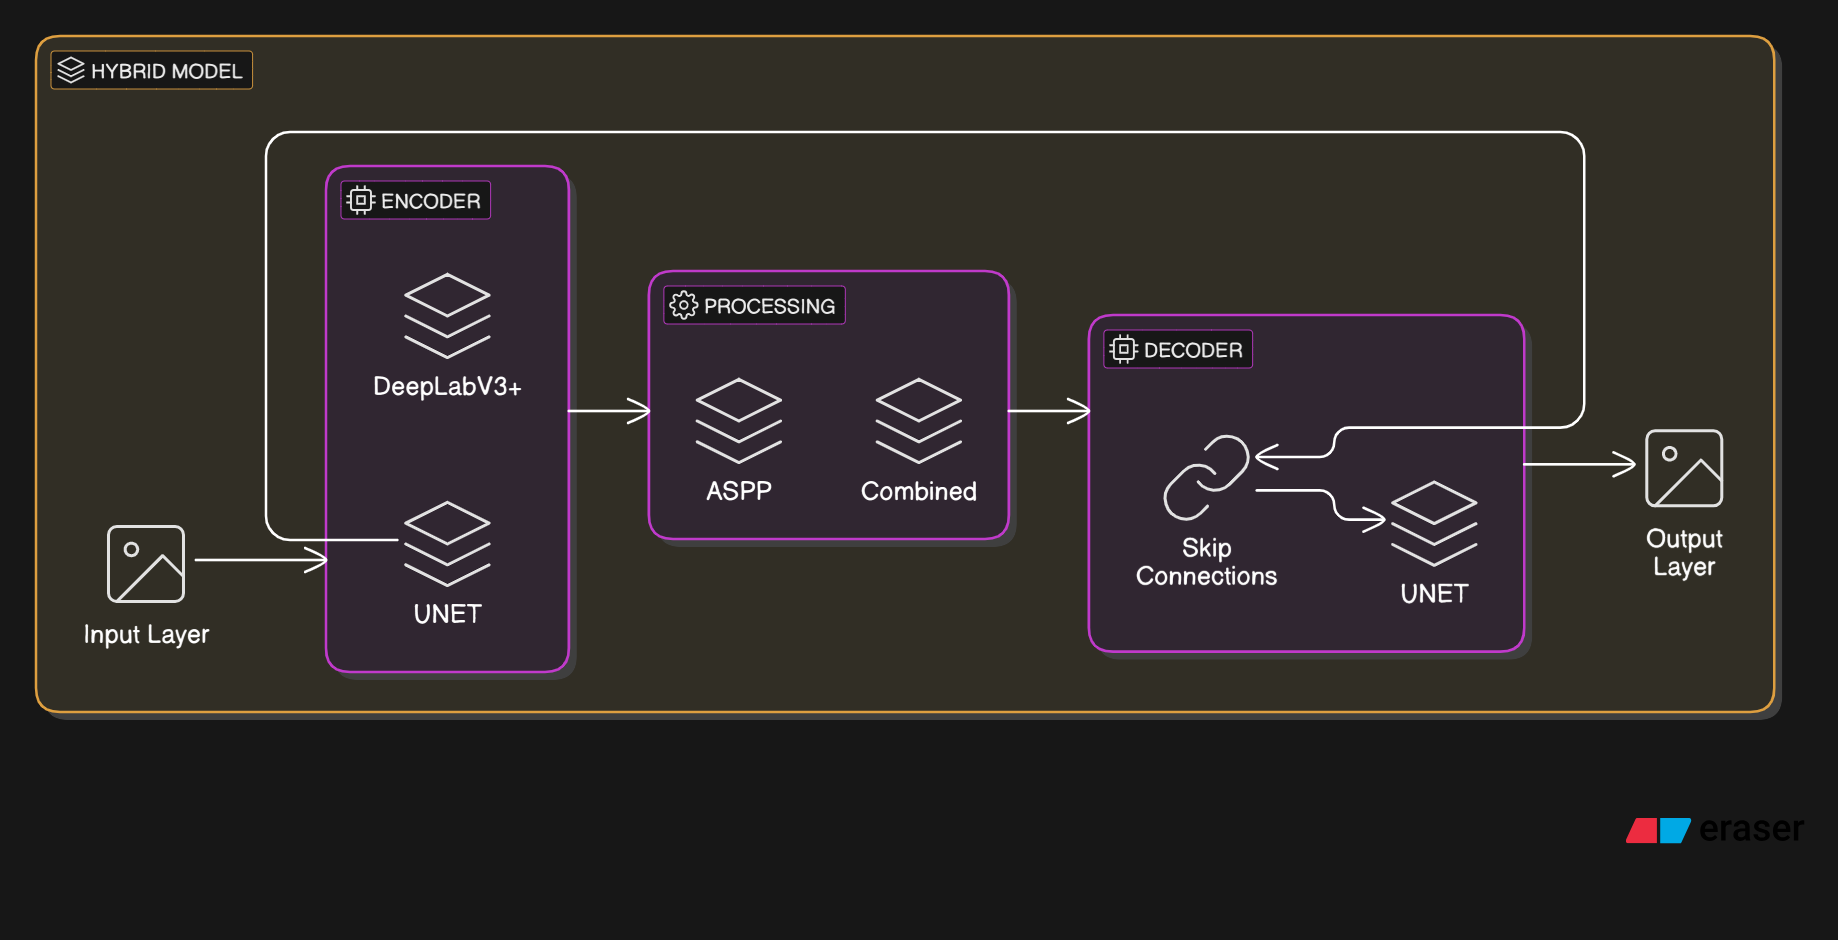 HYBRID MODEL
ENCODER
DeepLabV3+
UNET
Input Layer
PROCESSING
ASPP
Combined
DECODER
Skip
Connections
UNET
Output
Layer
eraser